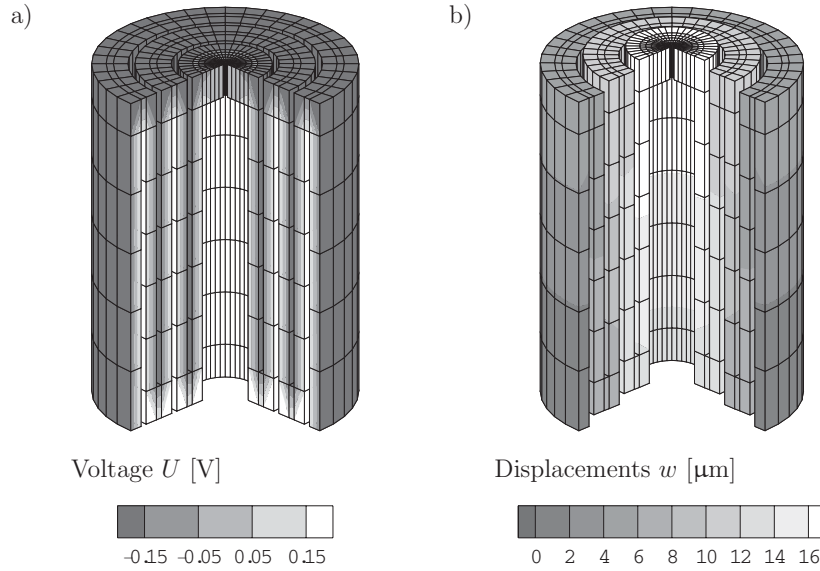 a)
b)
Voltage U [V]
-0.15 -0.05 0.05 0.15
Displacements w [μm]
0 2 4 6 8 10 12 14 16